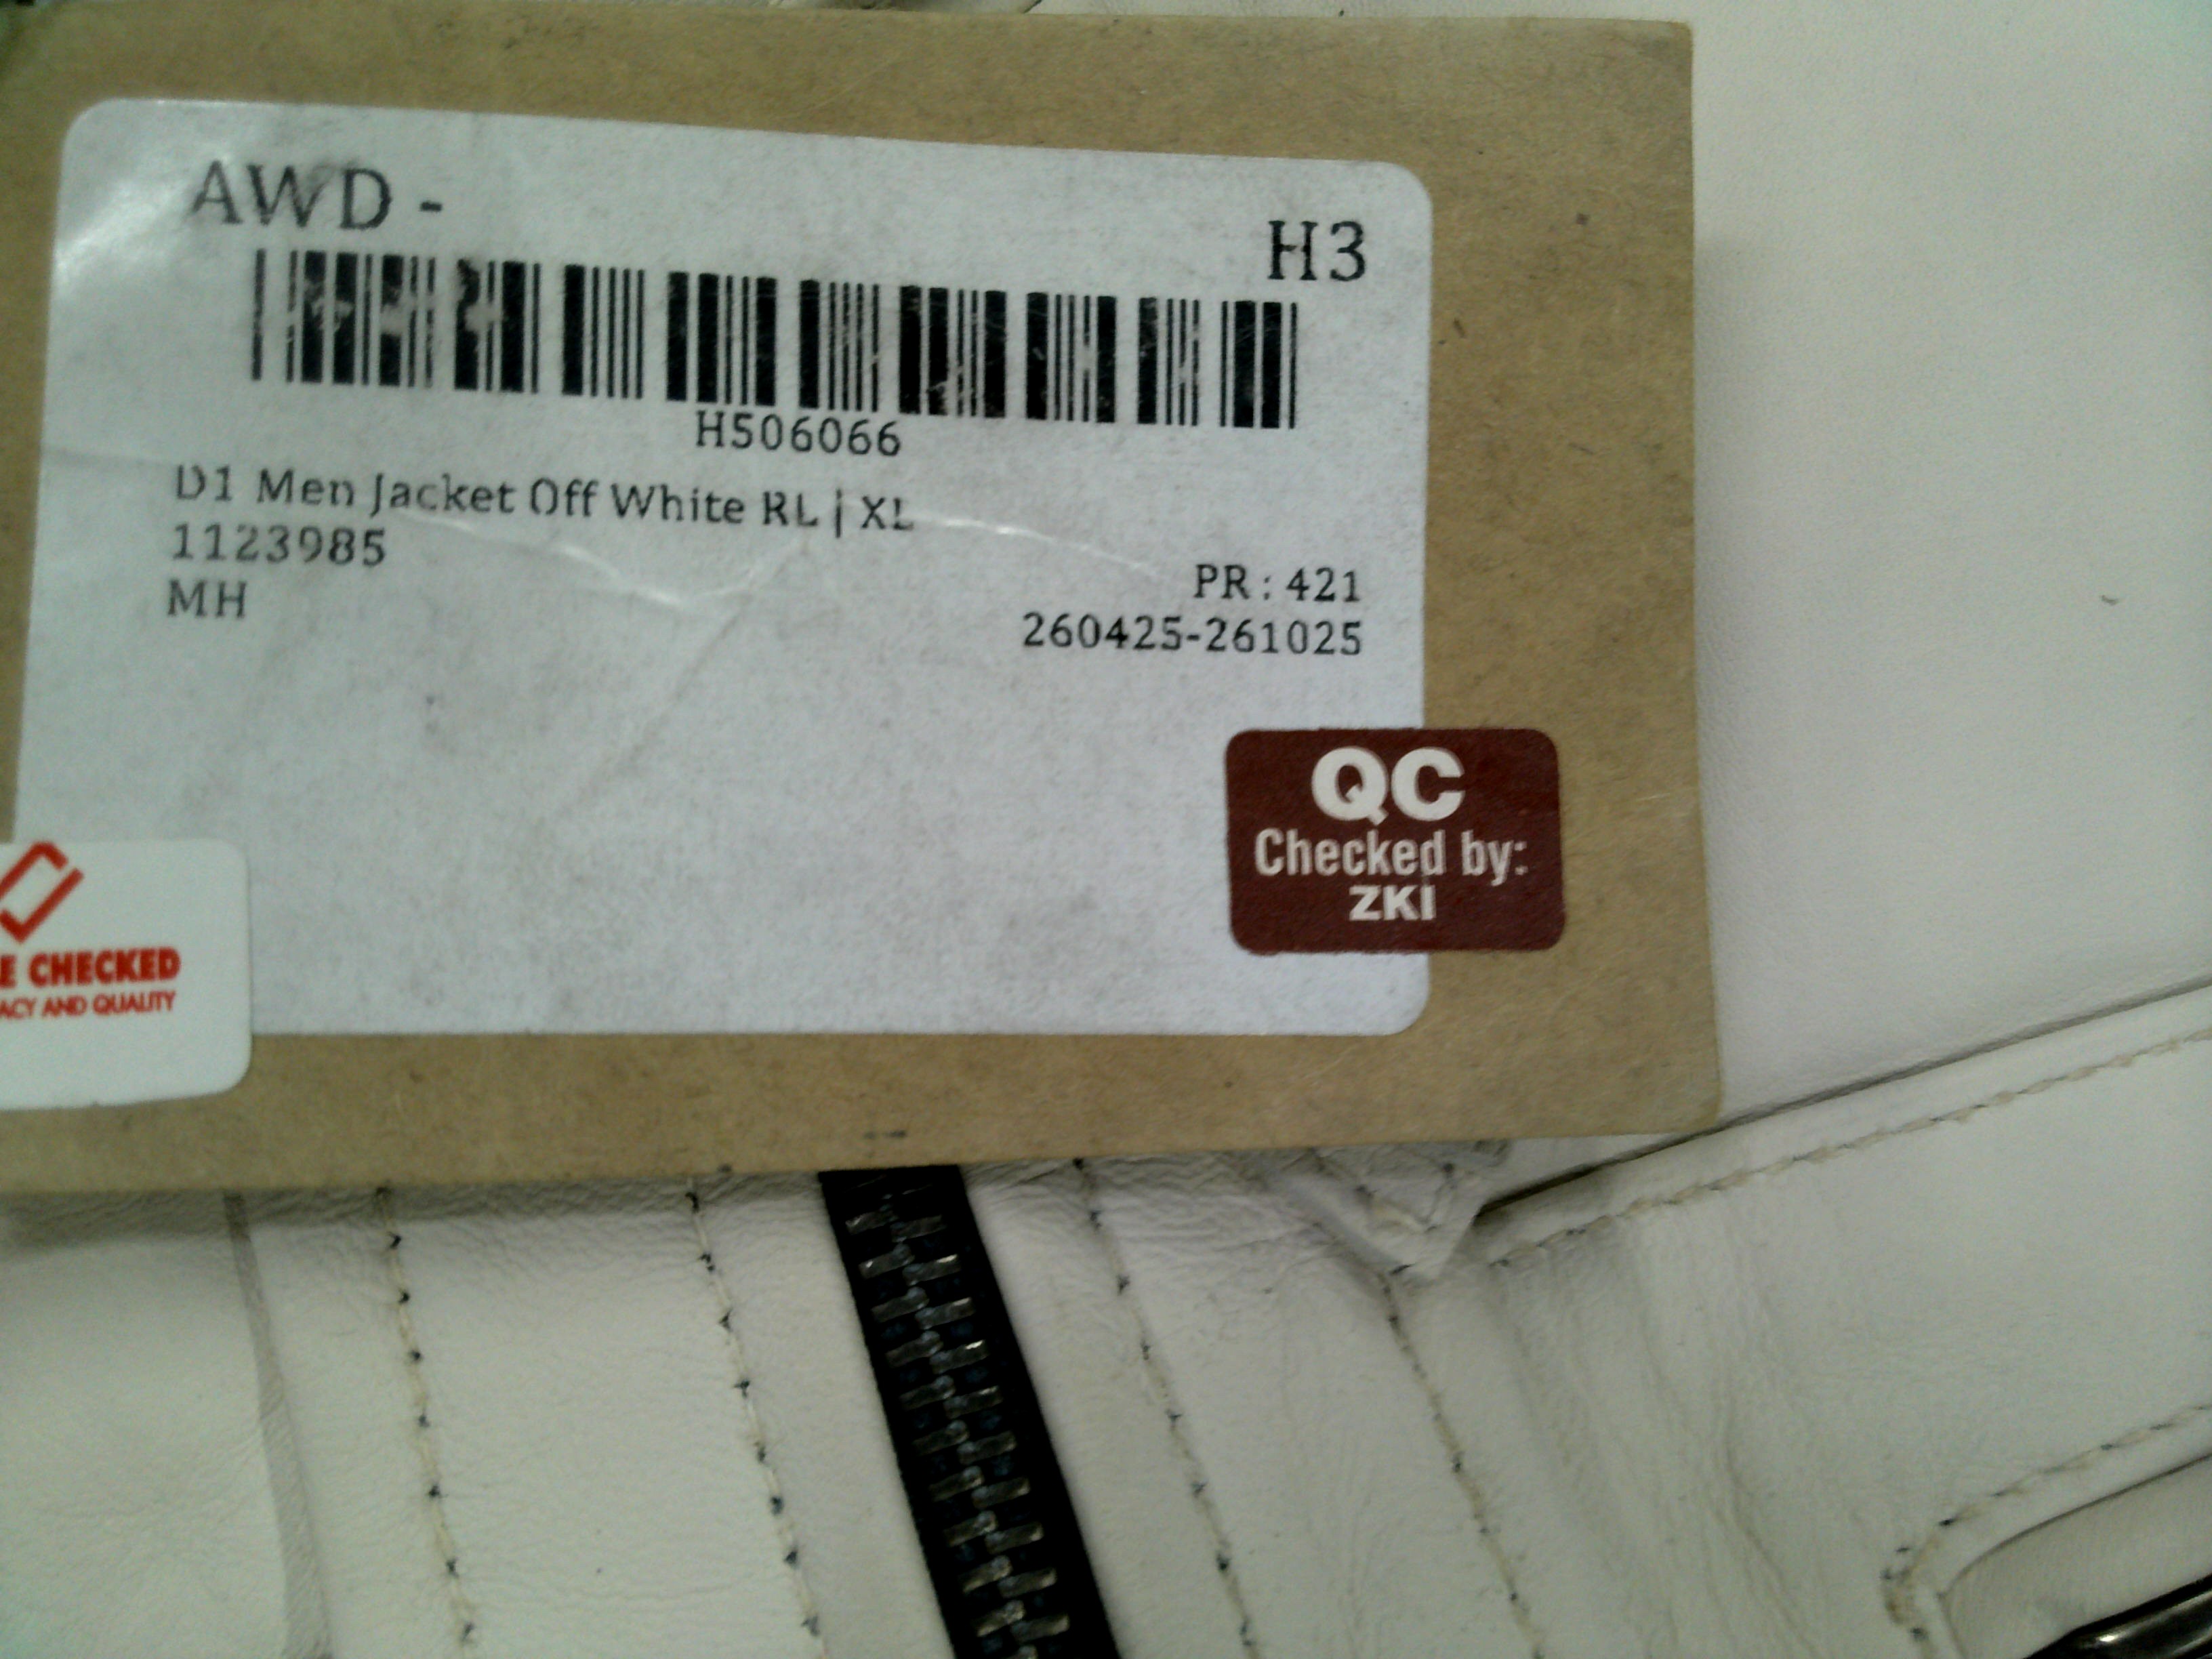 AWD -
H3
H506066
D1 Men Jacket Off White RL | XL
1123985
PR : 421
MH
260425-261025
QC
Checked by:
ZKI
CHECKED
AND QUALITY